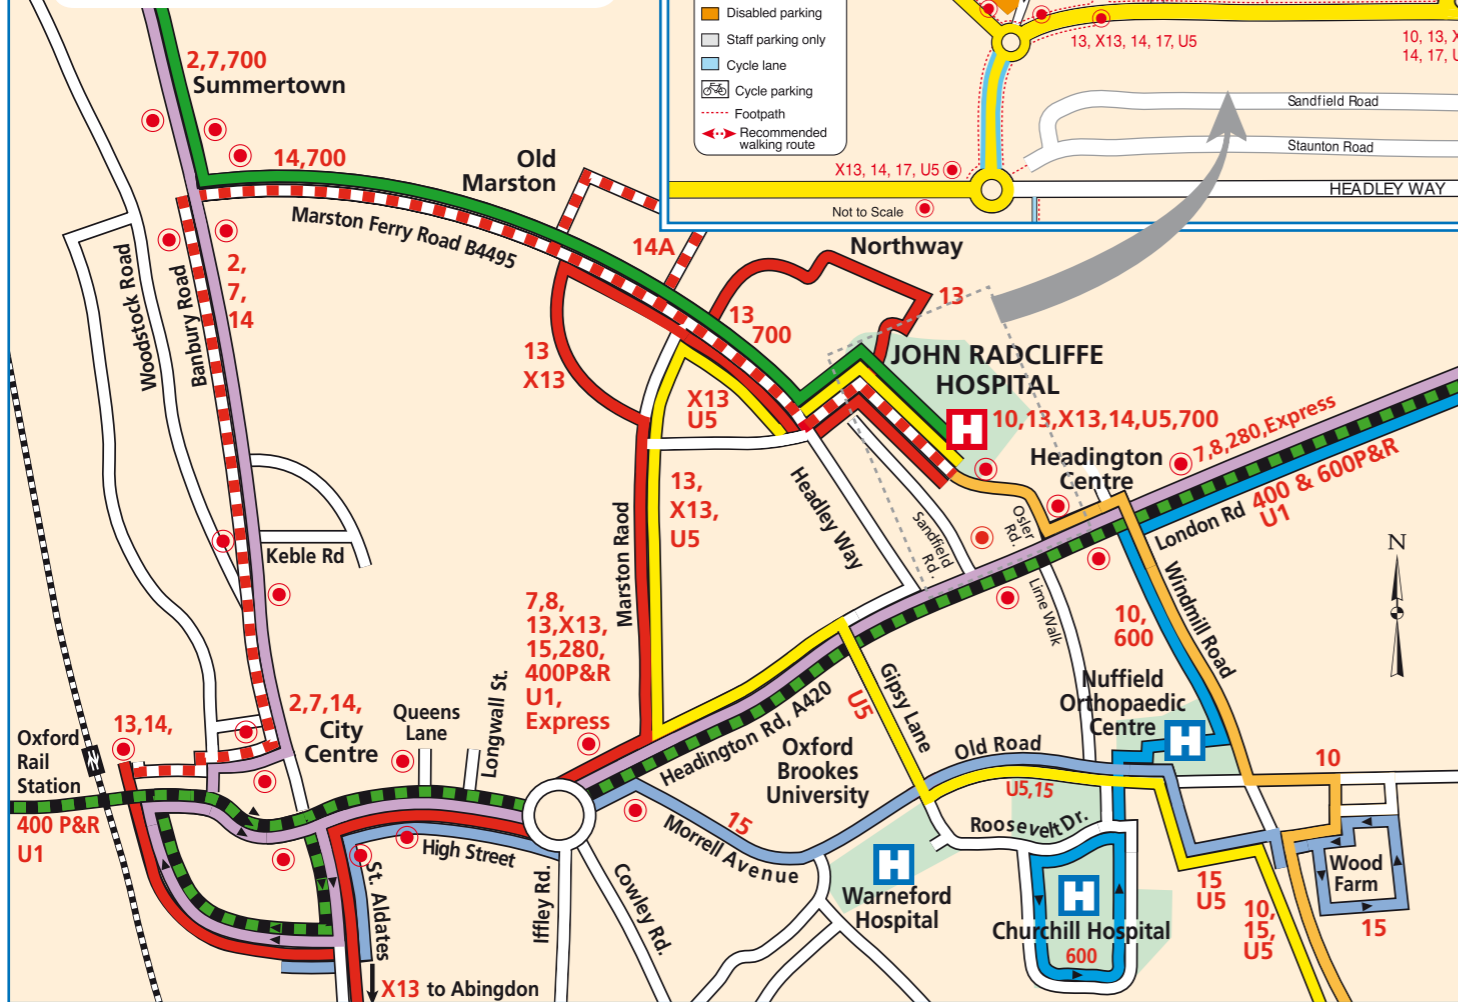 2,7,700
Summertown
14,700
Old
Marston
Marston Ferry Road B4495
14A
2,
7,
14
Woodstock Road
Banbury Road
Keble Rd
13
X13
X13
U5
13
700
Northway
13
JOHN RADCLIFFE
HOSPITAL
H
10,13,X13,14,U5,700
Headington
Centre
7,8,280,Express
400 & 600P&R
U1
London Rd
13,
X13,
U5
Marston Raod
Headley Way
Sandfield
Rd.
Osler
Rd.
Lime Walk
10,
600
Windmill Road
N
7,8,
13,X13,
15,280,
400P&R
U1,
Express
Headington Rd, A420
U5
Gipsy Lane
Nuffield
Orthopaedic
Centre
H
Oxford
Rail
Station
400 P&R
U1
13,14,
2,7,14,
City
Centre
Queens
Lane
Longwall St.
High Street
St. Aldates
X13 to Abingdon
Iffley Rd.
Cowley Rd.
15
Morrell Avenue
Oxford
Brookes
University
Old Road
U5,15
Roosevelt Dr.
H
Warneford
Hospital
H
Churchill Hospital
600
10
15
U5
10,
15,
U5
Wood
Farm
15
Disabled parking
Staff parking only
Cycle lane
Cycle parking
Footpath
Recommended
walking route
13, X13, 14, 17, U5
10, 13, X
14, 17, U
Sandfield Road
Staunton Road
X13, 14, 17, U5
HEADLEY WAY
Not to Scale